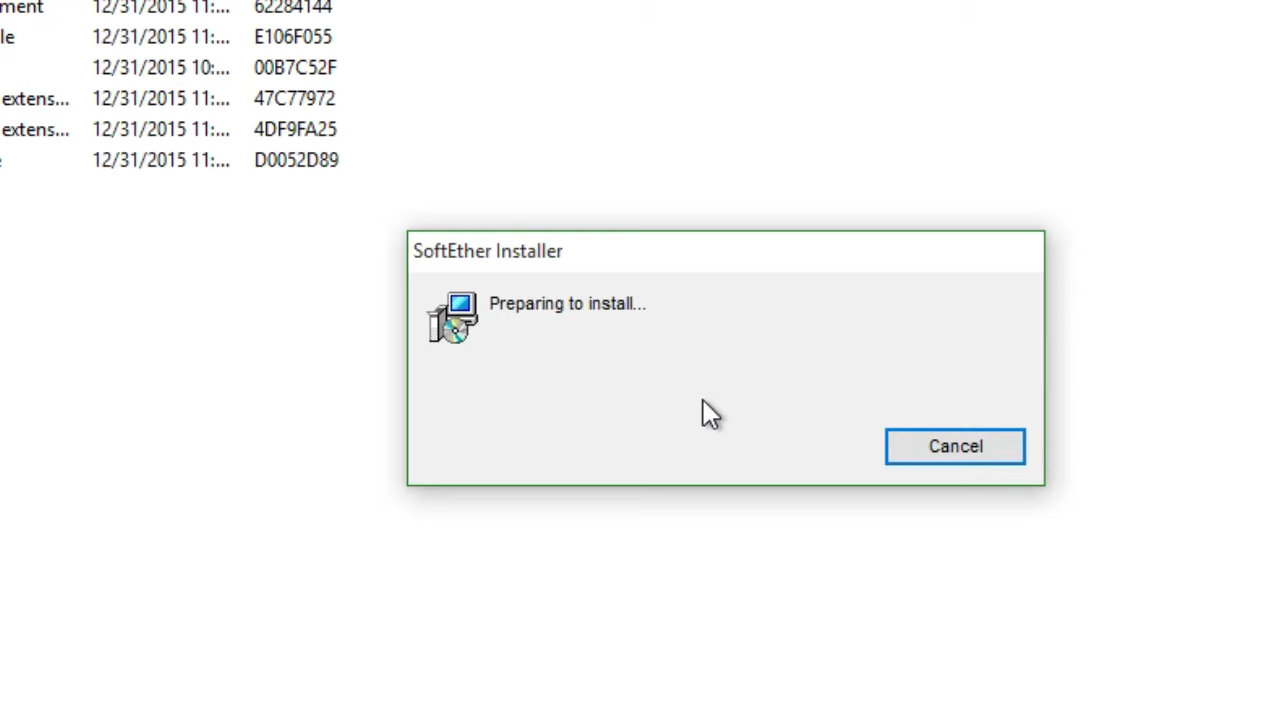 ment 12/31/2015 11:... 62284144
le 12/31/2015 11:... E106F055
12/31/2015 10:... 00B7C52F
extens... 12/31/2015 11:... 47C77972
extens... 12/31/2015 11:... 4DF9FA25
12/31/2015 11:... D0052D89
SoftEther Installer
Preparing to install...
Cancel